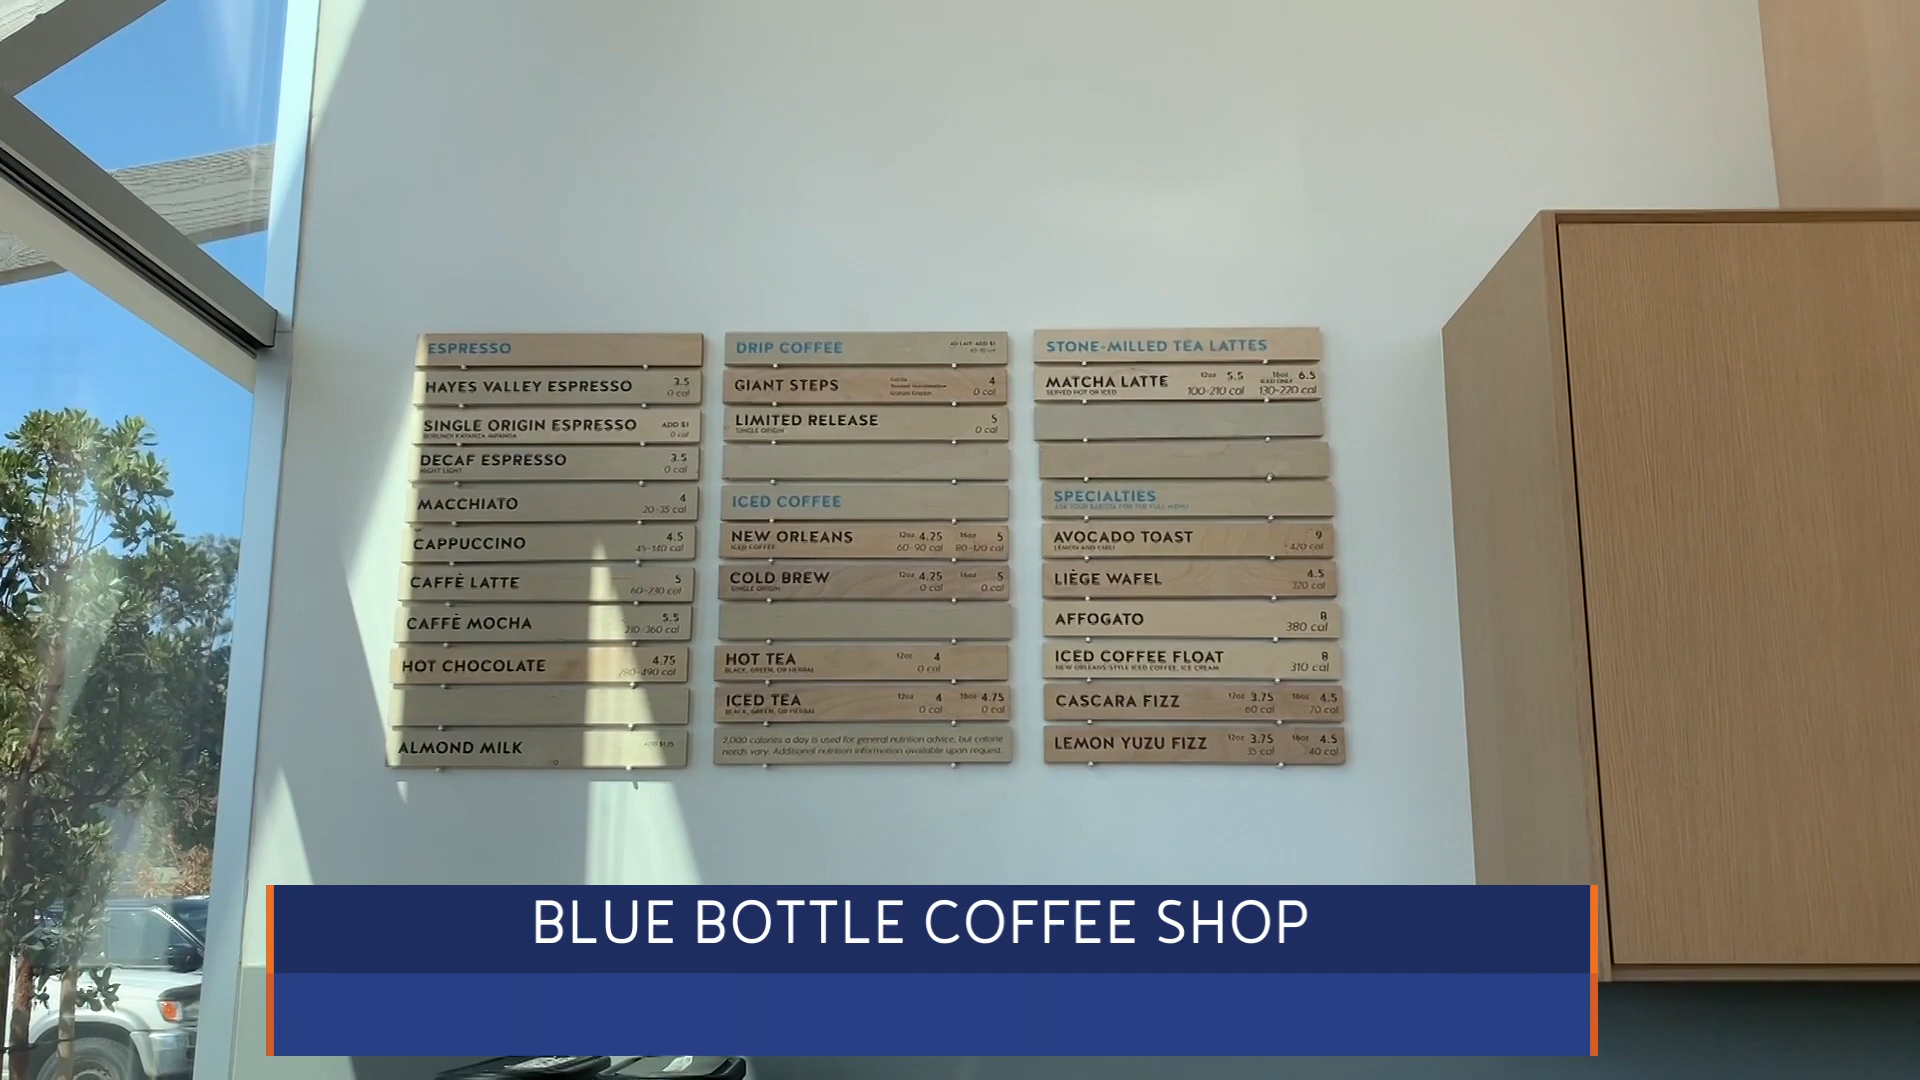 ESPRESSO
HAYES VALLEY ESPRESSO 3.5
0 cal
SINGLE ORIGIN ESPRESSO ADD $1
0 cal
DECAF ESPRESSO 3.5
NIGHT LIGHT 0 cal
MACCHIATO 4
20-35 cal
CAPPUCCINO 4.5
45-140 cal
CAFFÈ LATTE 5
60-230 cal
CAFFÈ MOCHA 5.5
210-360 cal
HOT CHOCOLATE 4.75
280-490 cal
ALMOND MILK
DRIP COFFEE AU LAIT: ADD $1
GIANT STEPS 4
0 cal
LIMITED RELEASE 5
SINGLE ORIGIN 0 cal
ICED COFFEE
NEW ORLEANS 12oz 4.25 16oz 5
ICED COFFEE 60-90 cal 80-120 cal
COLD BREW 12oz 4.25 16oz 5
SINGLE ORIGIN 0 cal 0 cal
HOT TEA 12oz 4
BLACK, GREEN, OR HERBAL 0 cal
ICED TEA 12oz 4 16oz 4.75
BLACK, GREEN, OR HERBAL 0 cal 0 cal
2,000 calories a day is used for general nutrition advice, but calorie
needs vary. Additional nutrition information available upon request.
STONE-MILLED TEA LATTES
MATCHA LATTE 12oz 5.5 16oz 6.5
SERVED HOT OR ICED 100-210 cal ICED ONLY 130-220 cal
SPECIALTIES
ASK YOUR BARISTA FOR THE FULL MENU
AVOCADO TOAST 9
LEMON AND CHILI 420 cal
LIÈGE WAFEL 4.5
320 cal
AFFOGATO 8
380 cal
ICED COFFEE FLOAT 8
NEW ORLEANS-STYLE ICED COFFEE, ICE CREAM 310 cal
CASCARA FIZZ 12oz 3.75 16oz 4.5
60 cal 70 cal
LEMON YUZU FIZZ 12oz 3.75 16oz 4.5
35 cal 40 cal
BLUE BOTTLE COFFEE SHOP